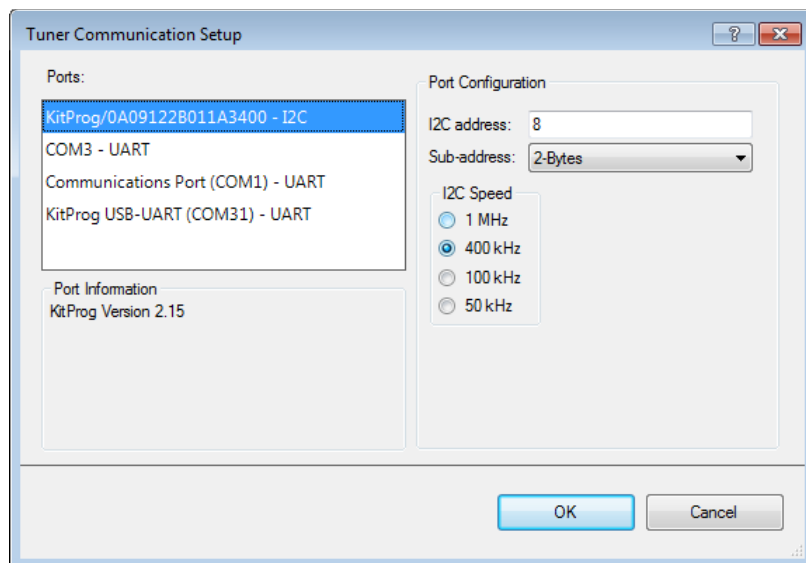 Tuner Communication Setup
Ports:
KitProg/0A09122B011A3400 - I2C
COM3 - UART
Communications Port (COM1) - UART
KitProg USB-UART (COM31) - UART
Port Information
KitProg Version 2.15
Port Configuration
I2C address: 8
Sub-address: 2-Bytes
I2C Speed
1 MHz
400 kHz
100 kHz
50 kHz
OK Cancel